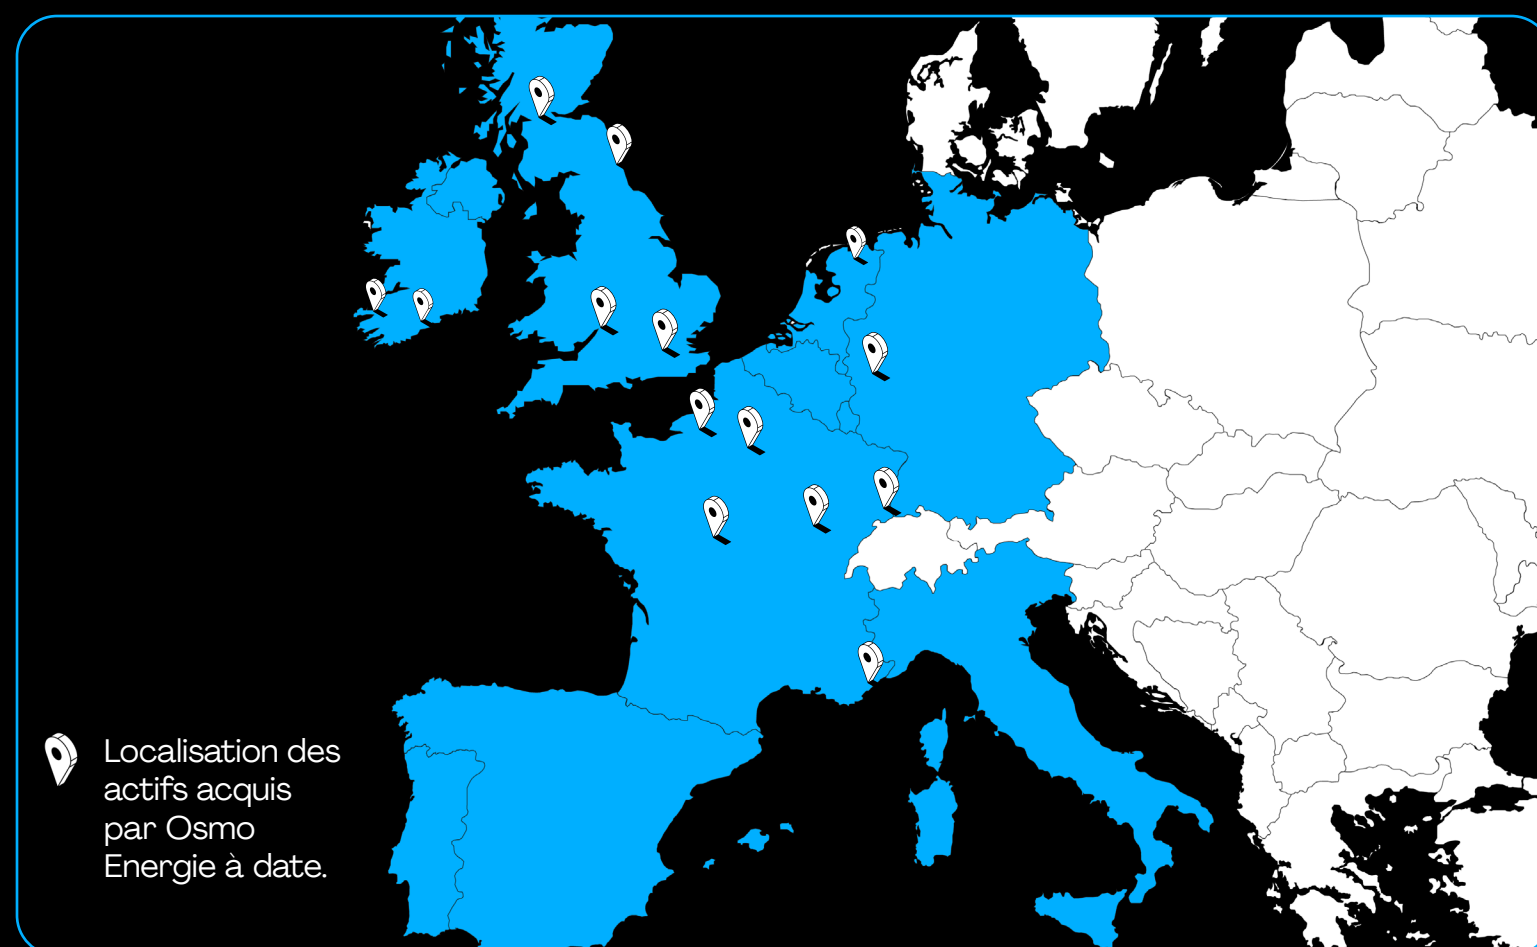 Localisation des
actifs acquis
par Osmo
Energie à date.